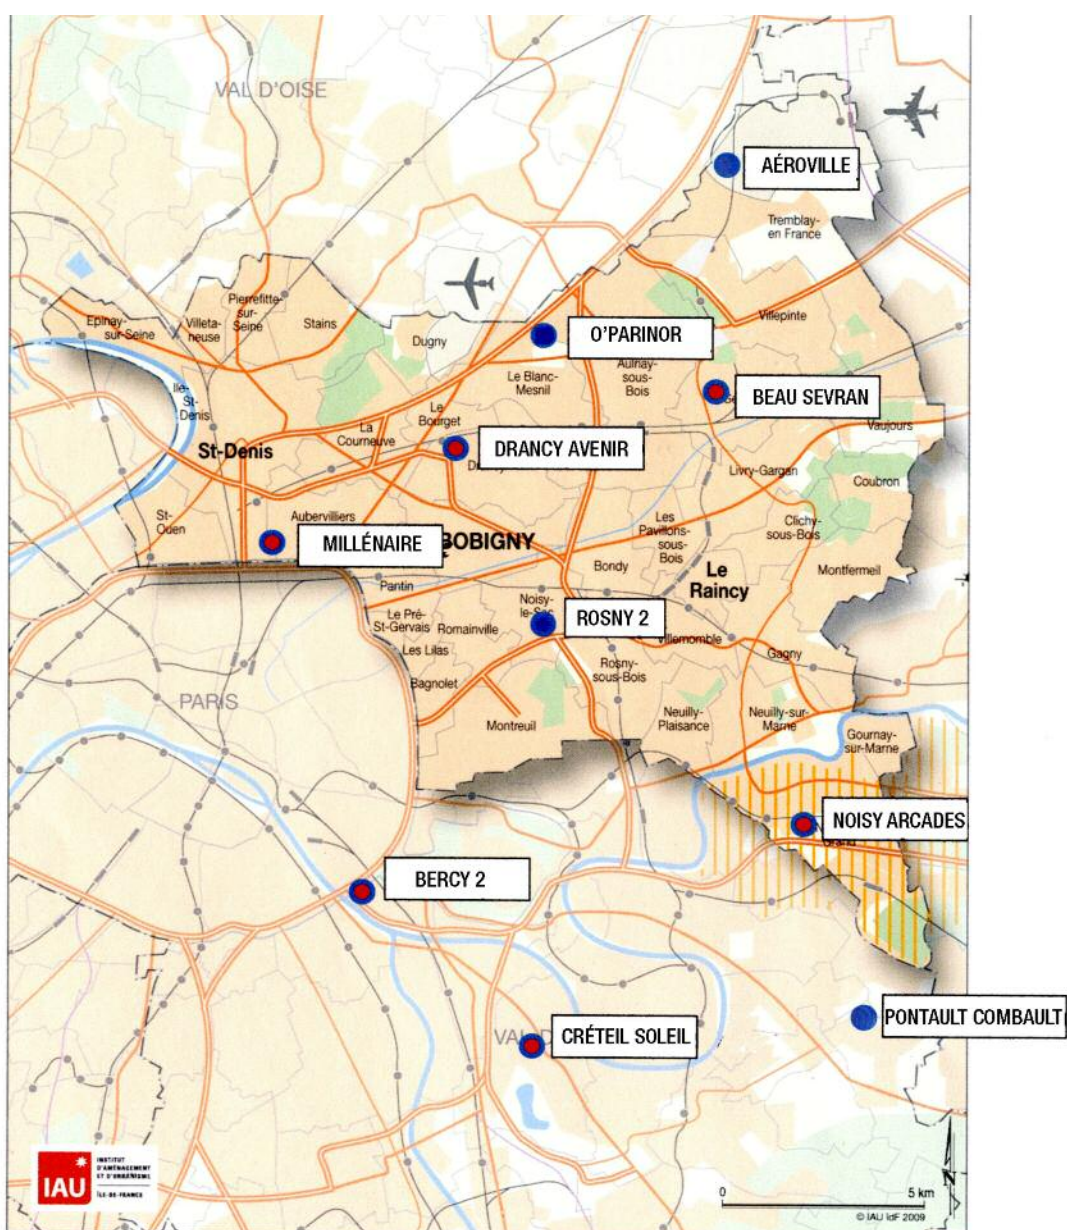 VAL D'OISE
AÉROVILLE
Tremblay-
en France
Pierrefitte-
sur-
Seine
Epinay-
sur-Seine
Villeta-
neuse
Stains
Villepinte
Dugny
O'PARINOR
Aulnay-
sous-
Bois
Le Blanc-
Mesnil
Ile-
St-
Denis
BEAU SEVRAN
Le
Bourget
Vaujours
La
Courneuve
St-Denis
DRANCY AVENIR
Livry-Gargan
Coubron
St-
Ouen
Aubervilliers
Les
Pavillons-
sous-
Bois
Clichy-
sous-Bois
MILLÉNAIRE
BOBIGNY
Bondy
Le
Raincy
Montfermeil
Pantin
Noisy-
le-Sec
ROSNY 2
Le Pré-
St-Gervais
Romainville
Les Lilas
Villemomble
Gagny
Rosny-
sous-Bois
Bagnolet
PARIS
Montreuil
Neuilly-
Plaisance
Neuilly-sur-
Marne
Gournay-
sur-Marne
NOISY ARCADES
Grand
BERCY 2
PONTAULT COMBAULT
VAL D
CRÉTEIL SOLEIL
IAU
INSTITUT
D'AMÉNAGEMENT
ET D'URBANISME
ÎLE-DE-FRANCE
N
0 5 km
© IAU IdF 2009